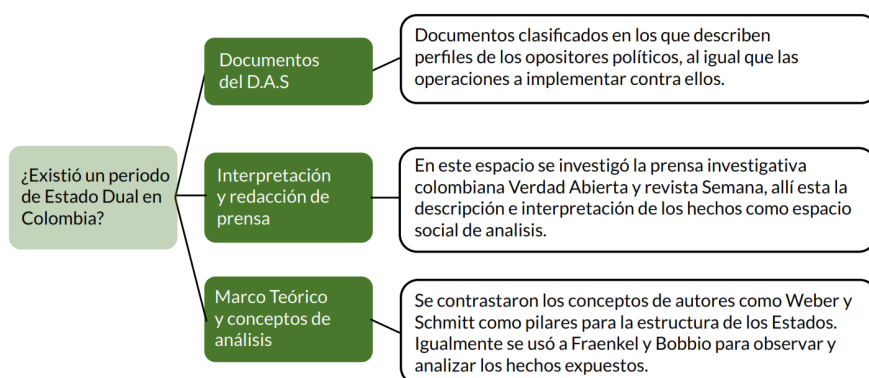 ¿Existió un periodo
de Estado Dual en
Colombia?
Documentos
del D.A.S
Documentos clasificados en los que describen
perfiles de los opositores políticos, al igual que las
operaciones a implementar contra ellos.
Interpretación
y redacción de
prensa
En este espacio se investigó la prensa investigativa
colombiana Verdad Abierta y revista Semana, allí esta la
descripción e interpretación de los hechos como espacio
social de analisis.
Marco Teórico
y conceptos de
análisis
Se contrastaron los conceptos de autores como Weber y
Schmitt como pilares para la estructura de los Estados.
Igualmente se usó a Fraenkel y Bobbio para observar y
analizar los hechos expuestos.